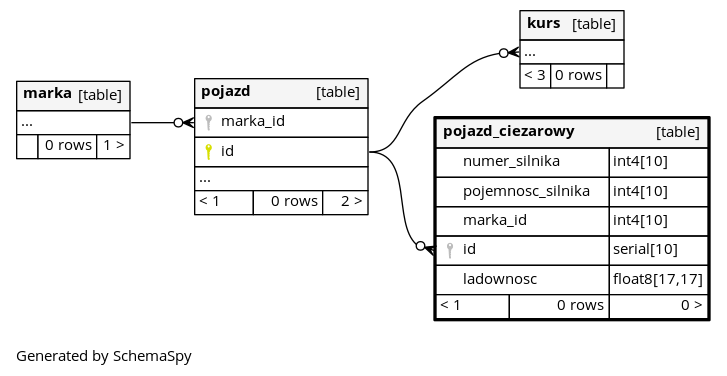 kurs [table]
...
< 3 0 rows
marka [table]
...
0 rows 1 >
pojazd [table]
marka_id
id
...
< 1 0 rows 2 >
pojazd_ciezarowy [table]
numer_silnika int4[10]
pojemnosc_silnika int4[10]
marka_id int4[10]
id serial[10]
ladownosc float8[17,17]
< 1 0 rows 0 >
Generated by SchemaSpy